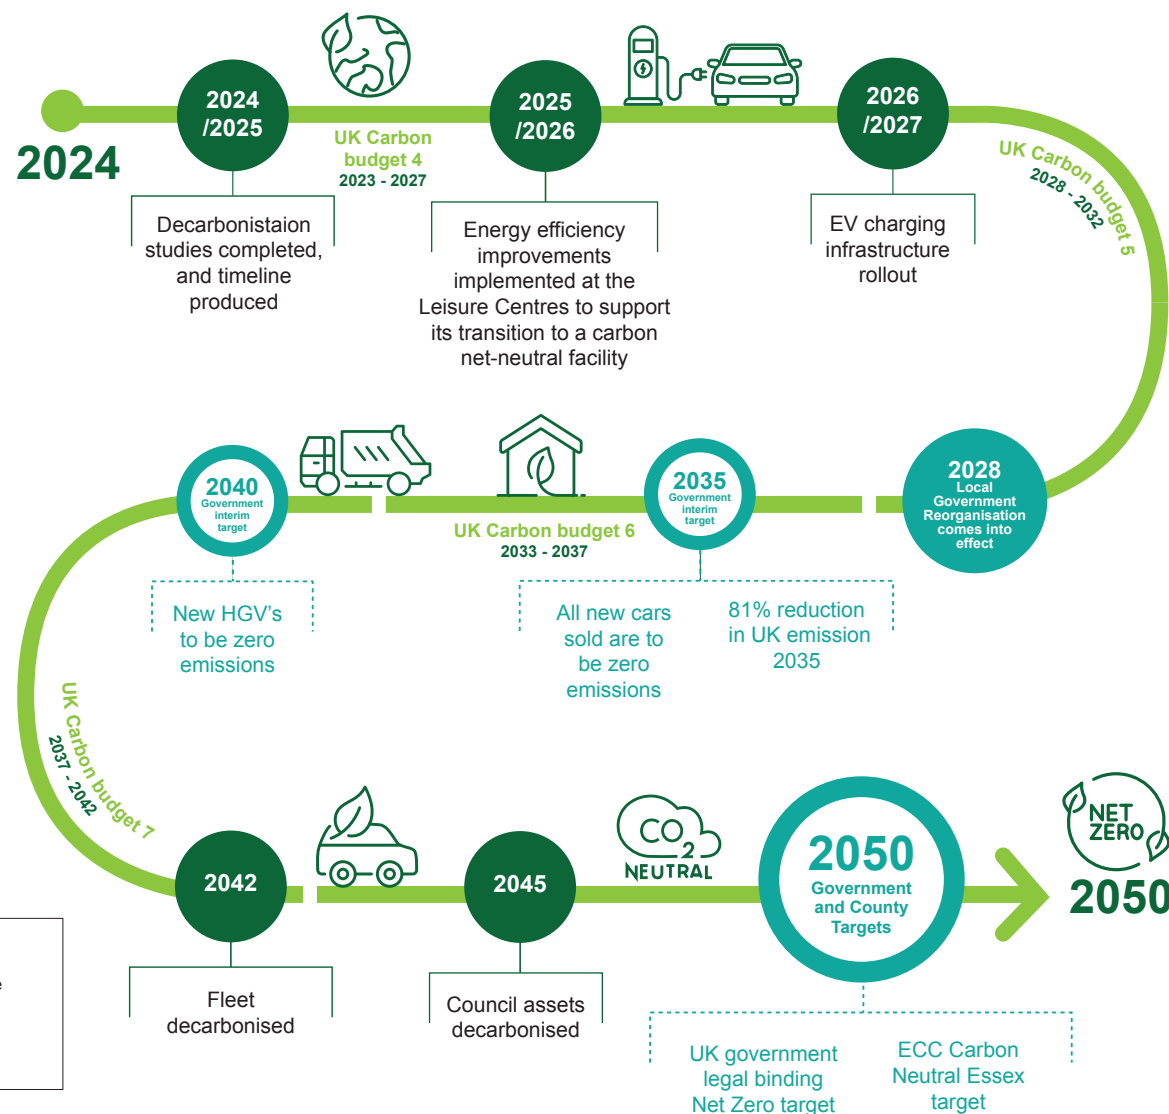 2024
2024
/2025
Decarbonistaion
studies completed,
and timeline
produced
UK Carbon
budget 4
2023 - 2027
2025
/2026
Energy efficiency
improvements
implemented at the
Leisure Centres to support
its transition to a carbon
net-neutral facility
2026
/2027
EV charging
infrastructure
rollout
UK Carbon budget 5
2028 - 2032
2028
Local
Government
Reorganisation
comes into
effect
2035
Government
interim
target
All new cars
sold are to
be zero
emissions
81% reduction
in UK emission
2035
UK Carbon budget 6
2033 - 2037
2040
Government
interim
target
New HGV's
to be zero
emissions
UK Carbon budget 7
2037 - 2042
2042
Fleet
decarbonised
2045
Council assets
decarbonised
CO2
NEUTRAL
2050
Government
and County
Targets
UK government
legal binding
Net Zero target
ECC Carbon
Neutral Essex
target
NET
ZERO
2050